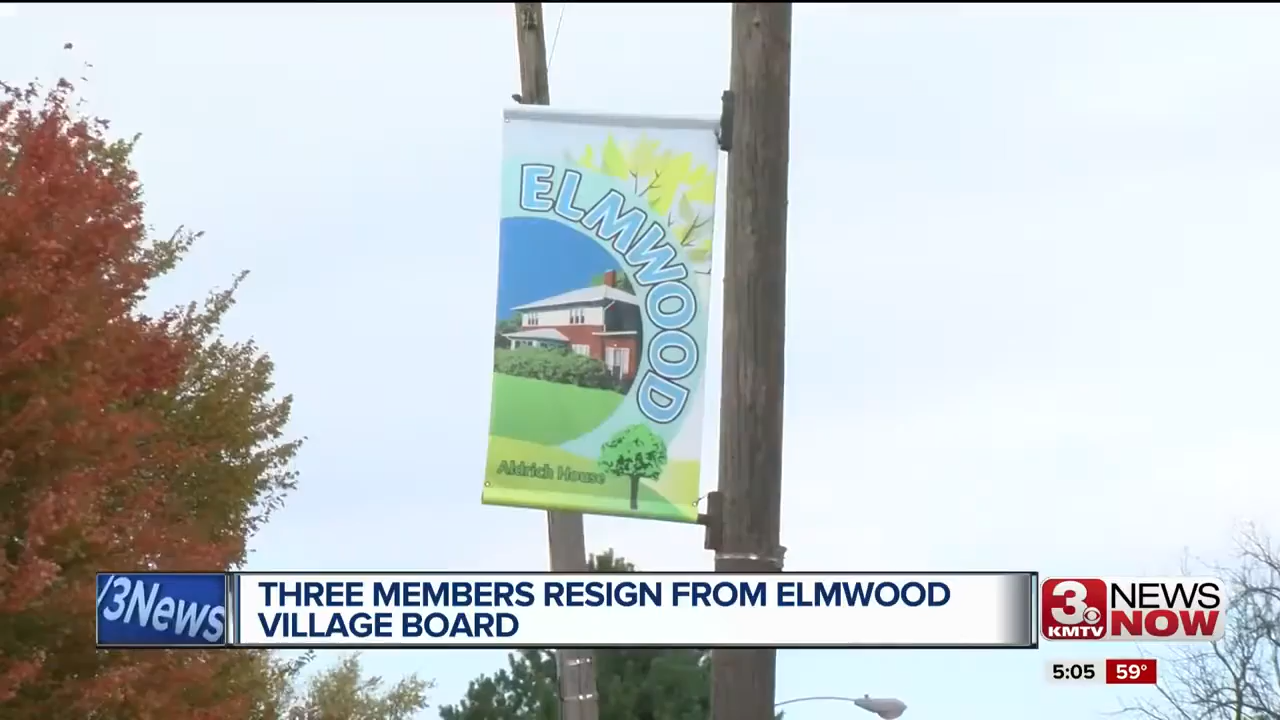 ELMWOOD
Aldrich House
/3News
THREE MEMBERS RESIGN FROM ELMWOOD
VILLAGE BOARD
3 NEWS
KMTV NOW
5:05 59°